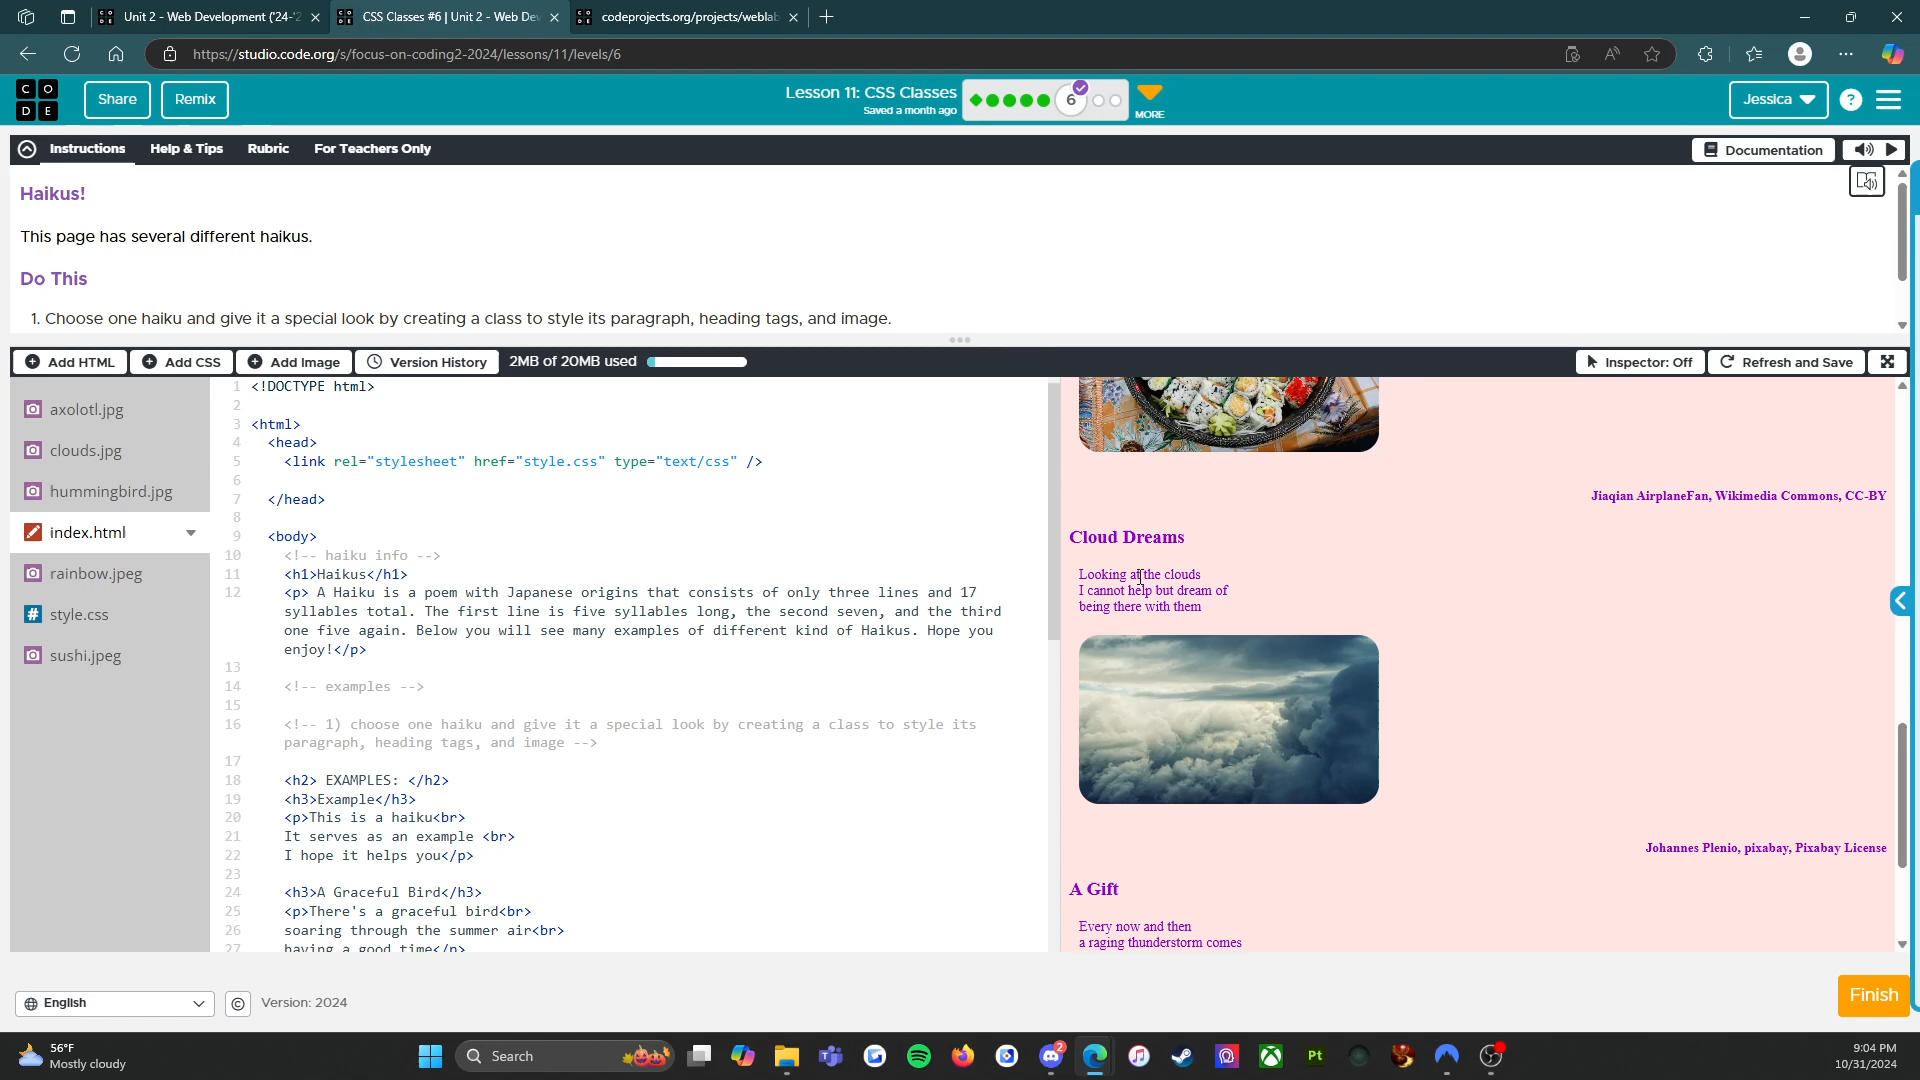 Unit 2 - Web Development ('24-'2
CSS Classes #6 | Unit 2 - Web Dev
codeprojects.org/projects/weblab
https://studio.code.org/s/focus-on-coding2-2024/lessons/11/levels/6
C O D E
Share
Remix
Lesson 11: CSS Classes
Saved a month ago
6
MORE
Jessica
?
Instructions
Help & Tips
Rubric
For Teachers Only
Documentation
Haikus!
This page has several different haikus.
Do This
1. Choose one haiku and give it a special look by creating a class to style its paragraph, heading tags, and image.
Add HTML
Add CSS
Add Image
Version History
2MB of 20MB used
Inspector: Off
Refresh and Save
axolotl.jpg
clouds.jpg
hummingbird.jpg
index.html
rainbow.jpeg
style.css
sushi.jpeg
1 <!DOCTYPE html>
2
3 <html>
4 <head>
5 <link rel="stylesheet" href="style.css" type="text/css" />
6
7 </head>
8
9 <body>
10 <!-- haiku info -->
11 <h1>Haikus</h1>
12 <p> A Haiku is a poem with Japanese origins that consists of only three lines and 17
syllables total. The first line is five syllables long, the second seven, and the third
one five again. Below you will see many examples of different kind of Haikus. Hope you
enjoy!</p>
13
14 <!-- examples -->
15
16 <!-- 1) choose one haiku and give it a special look by creating a class to style its
paragraph, heading tags, and image -->
17
18 <h2> EXAMPLES: </h2>
19 <h3>Example</h3>
20 <p>This is a haiku<br>
21 It serves as an example <br>
22 I hope it helps you</p>
23
24 <h3>A Graceful Bird</h3>
25 <p>There's a graceful bird<br>
26 soaring through the summer air<br>
27 having a good time</p>
Jiaqian AirplaneFan, Wikimedia Commons, CC-BY
Cloud Dreams
Looking at the clouds
I cannot help but dream of
being there with them
Johannes Plenio, pixabay, Pixabay License
A Gift
Every now and then
a raging thunderstorm comes
English
Version: 2024
Finish
56°F
Mostly cloudy
Search
2
Pt
9:04 PM
10/31/2024